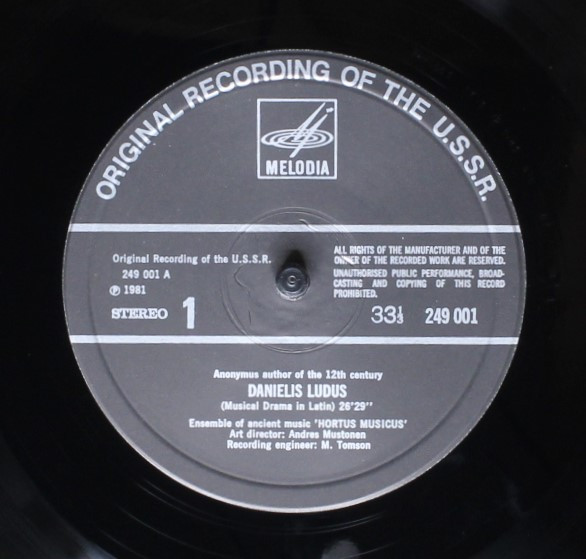 ORIGINAL RECORDING OF THE U.S.S.R.
MELODIA
Original Recording of the U.S.S.R.
249 001 A
Ⓟ 1981
STEREO 1
ALL RIGHTS OF THE MANUFACTURER AND OF THE
OWNER OF THE RECORDED WORK ARE RESERVED.
UNAUTHORISED PUBLIC PERFORMANCE, BROAD-
CASTING AND COPYING OF THIS RECORD
PROHIBITED.
33⅓ 249 001
Anonymus author of the 12th century
DANIELIS LUDUS
(Musical Drama in Latin) 26'29''
Ensemble of ancient music 'HORTUS MUSICUS'
Art director: Andres Mustonen
Recording engineer: M. Tomson